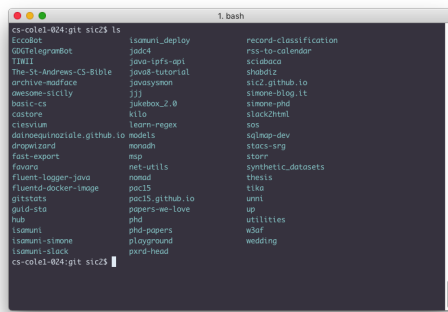 1. bash
cs-cole1-024:git sic2$ ls
EccoBot isamuni_deploy record-classification
GDGTelegramBot jadc4 rss-to-calendar
TIWII java-ipfs-api sciabaca
The-St-Andrews-CS-Bible java8-tutorial shabdiz
archive-madface javasysmon sic2.github.io
awesome-sicily jjj simone-blog.it
basic-cs jukebox_2.0 simone-phd
castore kilo slack2html
ciesvium learn-regex sos
dainoequinoziale.github.io models sqlmap-dev
dropwizard monadh stacs-srg
fast-export msp storr
favara net-utils synthetic_datasets
fluent-logger-java nomad thesis
fluentd-docker-image pac15 tika
gitstats pac15.github.io unni
guid-sta papers-we-love up
hub phd utilities
isamuni phd-papers w3af
isamuni-simone playground wedding
isamuni-slack pxrd-head
cs-cole1-024:git sic2$